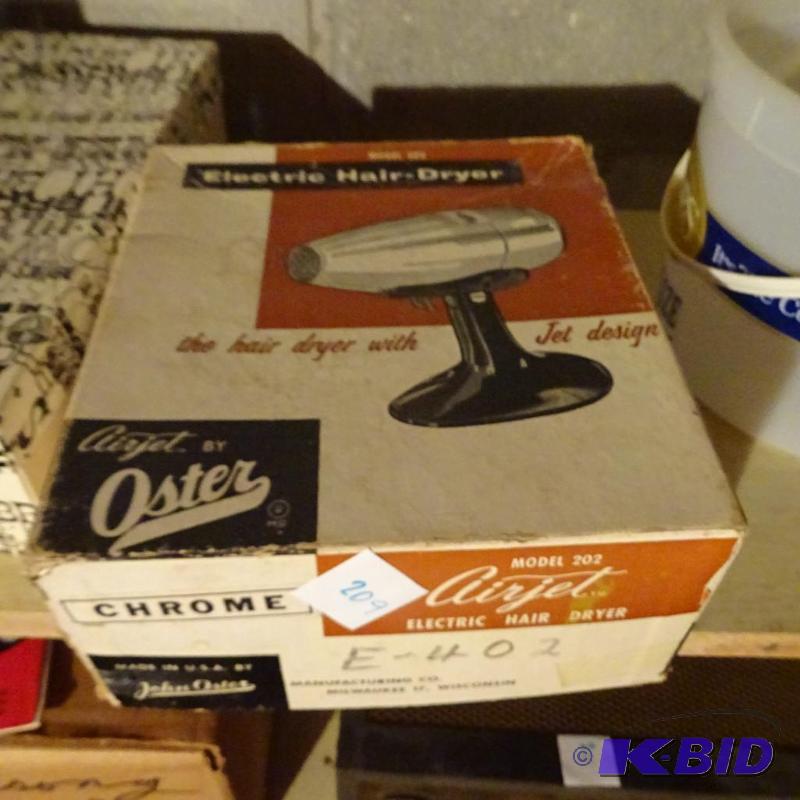 Electric Hair-Dryer
the hair dryer with Jet design
Airjet BY
Oster
CHROME
209
MODEL 202
Airjet
ELECTRIC HAIR DRYER
E-402
MADE IN U.S.A. BY
John Oster
MANUFACTURING CO.
MILWAUKEE 17, WISCONSIN
© K-BID